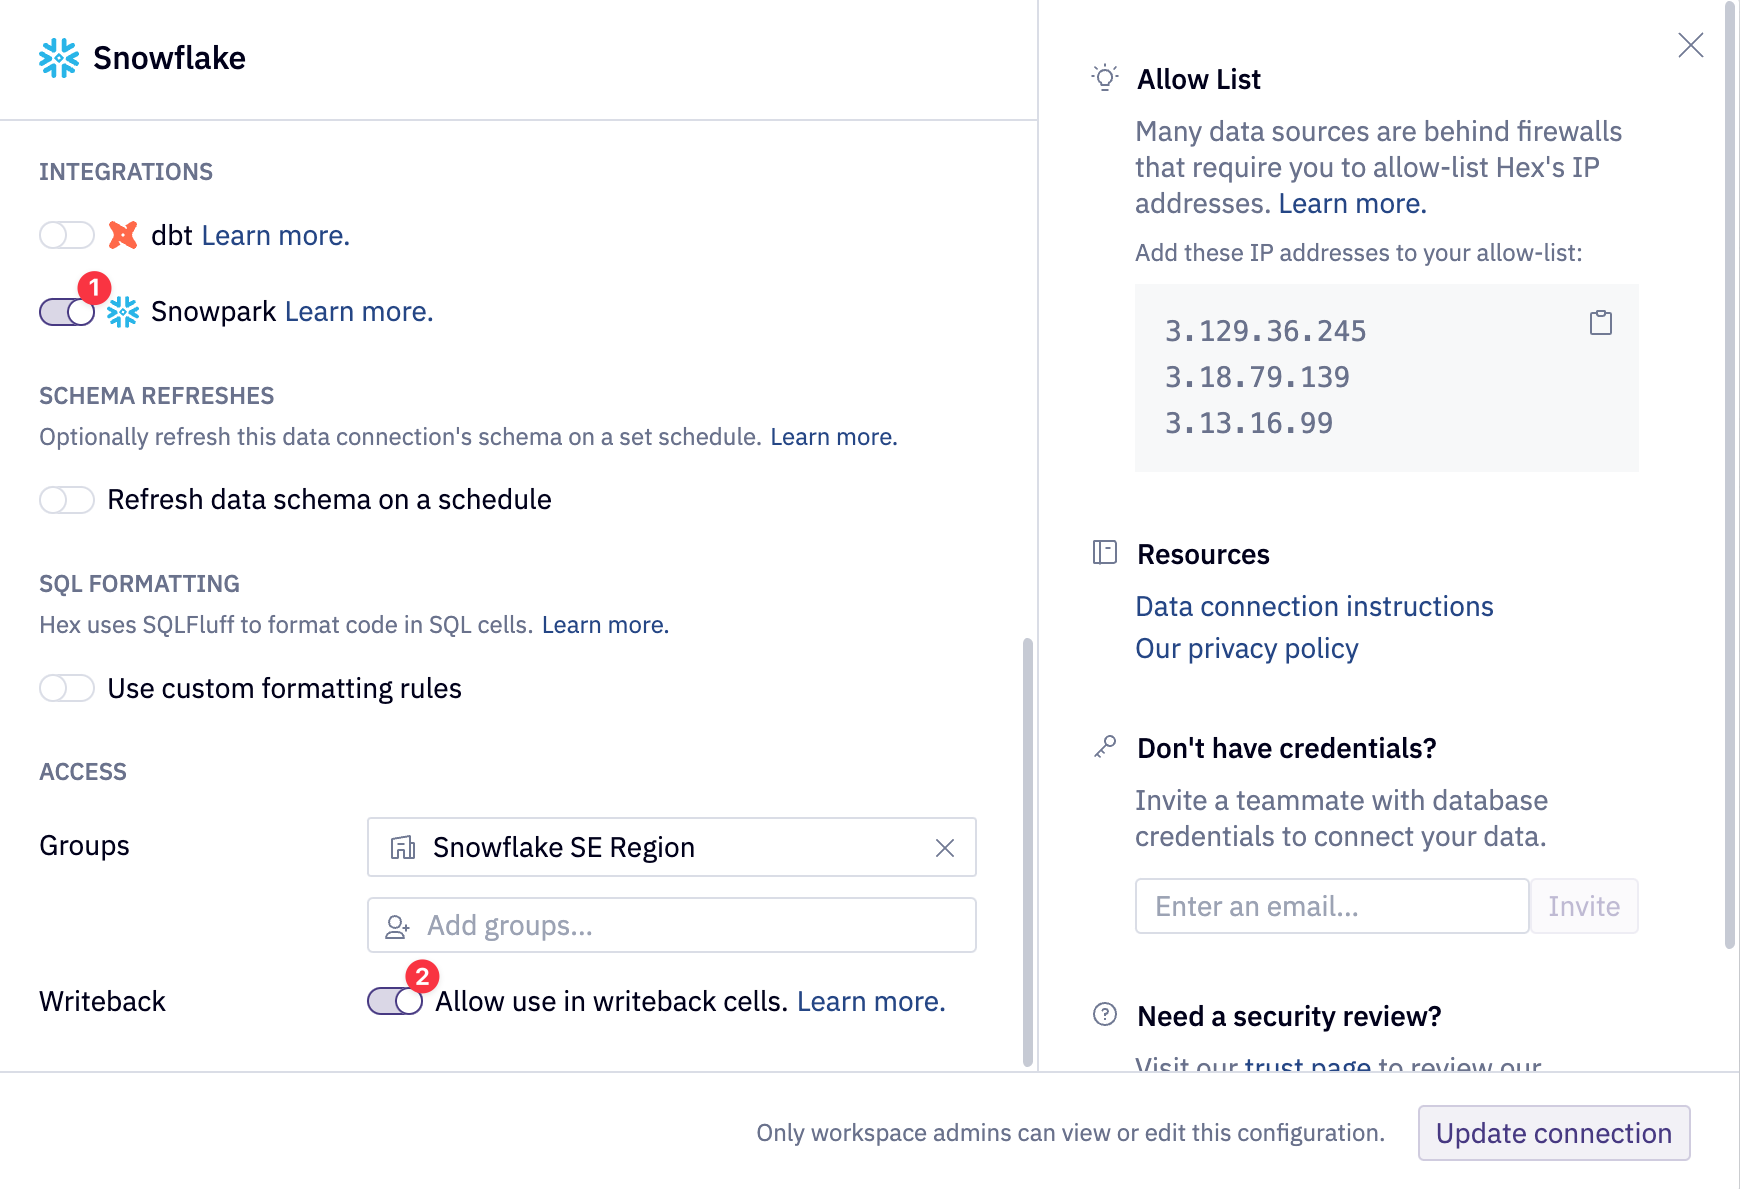 Snowflake
INTEGRATIONS
dbt Learn more.
1
Snowpark Learn more.
SCHEMA REFRESHES
Optionally refresh this data connection's schema on a set schedule. Learn more.
Refresh data schema on a schedule
SQL FORMATTING
Hex uses SQLFluff to format code in SQL cells. Learn more.
Use custom formatting rules
ACCESS
Groups
Snowflake SE Region
Add groups...
Writeback
2
Allow use in writeback cells. Learn more.
Allow List
Many data sources are behind firewalls
that require you to allow-list Hex's IP
addresses. Learn more.
Add these IP addresses to your allow-list:
3.129.36.245
3.18.79.139
3.13.16.99
Resources
Data connection instructions
Our privacy policy
Don't have credentials?
Invite a teammate with database
credentials to connect your data.
Enter an email...
Invite
Need a security review?
Visit our trust page to review our
Only workspace admins can view or edit this configuration.
Update connection